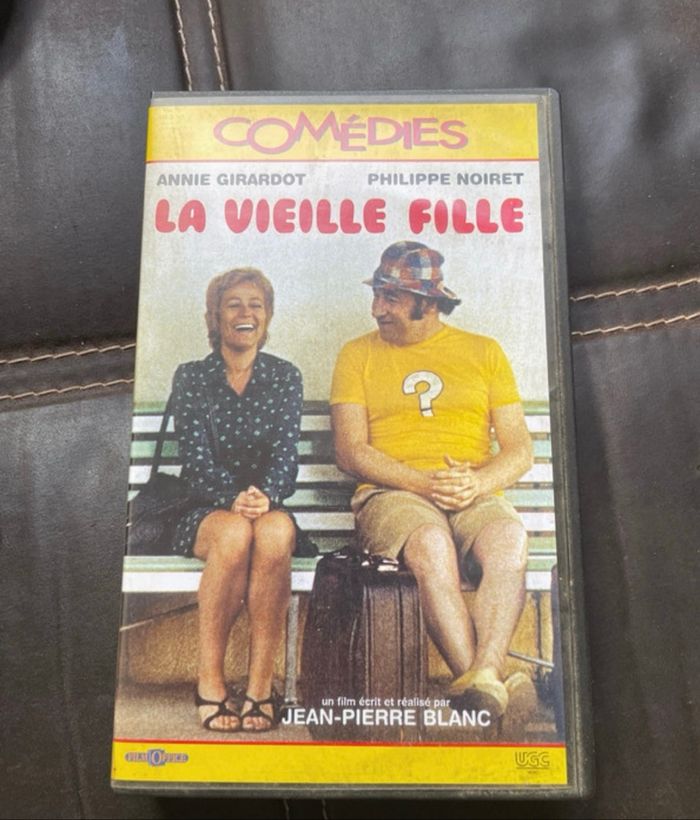 COMÉDIES
ANNIE GIRARDOT PHILIPPE NOIRET
LA VIEILLE FILLE
?
un film écrit et réalisé par
JEAN-PIERRE BLANC
FILM OFFICE
UGC